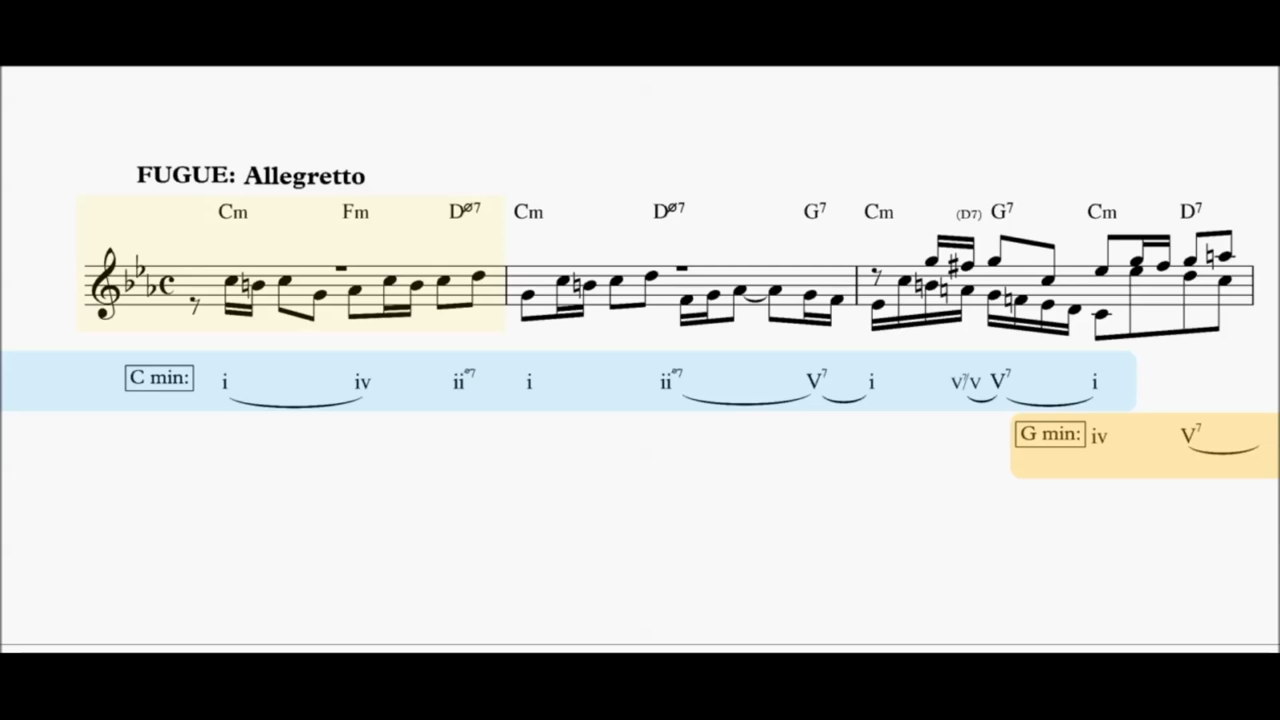 FUGUE: Allegretto
Cm Fm Dø7 Cm Dø7 G7 Cm (D7) G7 Cm D7
C min: i iv iiø7 i iiø7 V7 i V7/V V7 i
G min: iv V7